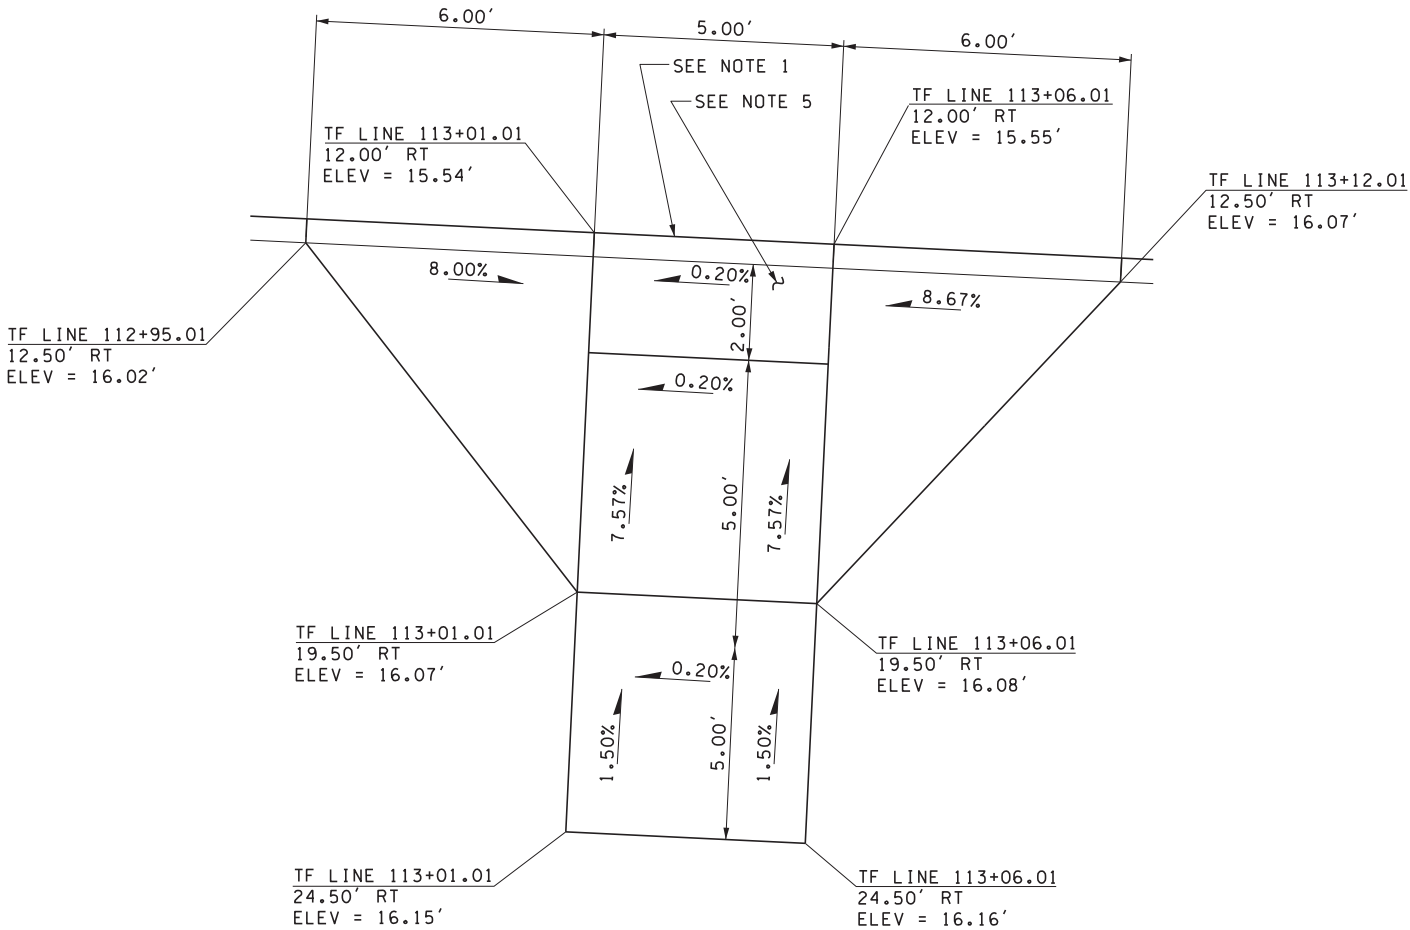 6.00′
5.00′
6.00′
SEE NOTE 1
SEE NOTE 5
TF LINE 113+01.01
12.00′ RT
ELEV = 15.54′
TF LINE 113+06.01
12.00′ RT
ELEV = 15.55′
TF LINE 113+12.01
12.50′ RT
ELEV = 16.07′
8.00%
0.20%
8.67%
2.00′
TF LINE 112+95.01
12.50′ RT
ELEV = 16.02′
0.20%
7.57%
5.00′
7.57%
TF LINE 113+01.01
19.50′ RT
ELEV = 16.07′
TF LINE 113+06.01
19.50′ RT
ELEV = 16.08′
0.20%
1.50%
5.00′
1.50%
TF LINE 113+01.01
24.50′ RT
ELEV = 16.15′
TF LINE 113+06.01
24.50′ RT
ELEV = 16.16′